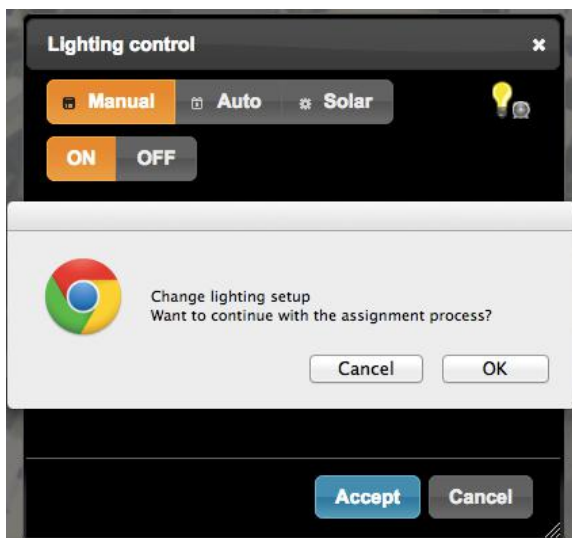 Lighting control
Manual Auto Solar
ON OFF
Change lighting setup
Want to continue with the assignment process?
Cancel OK
Accept Cancel